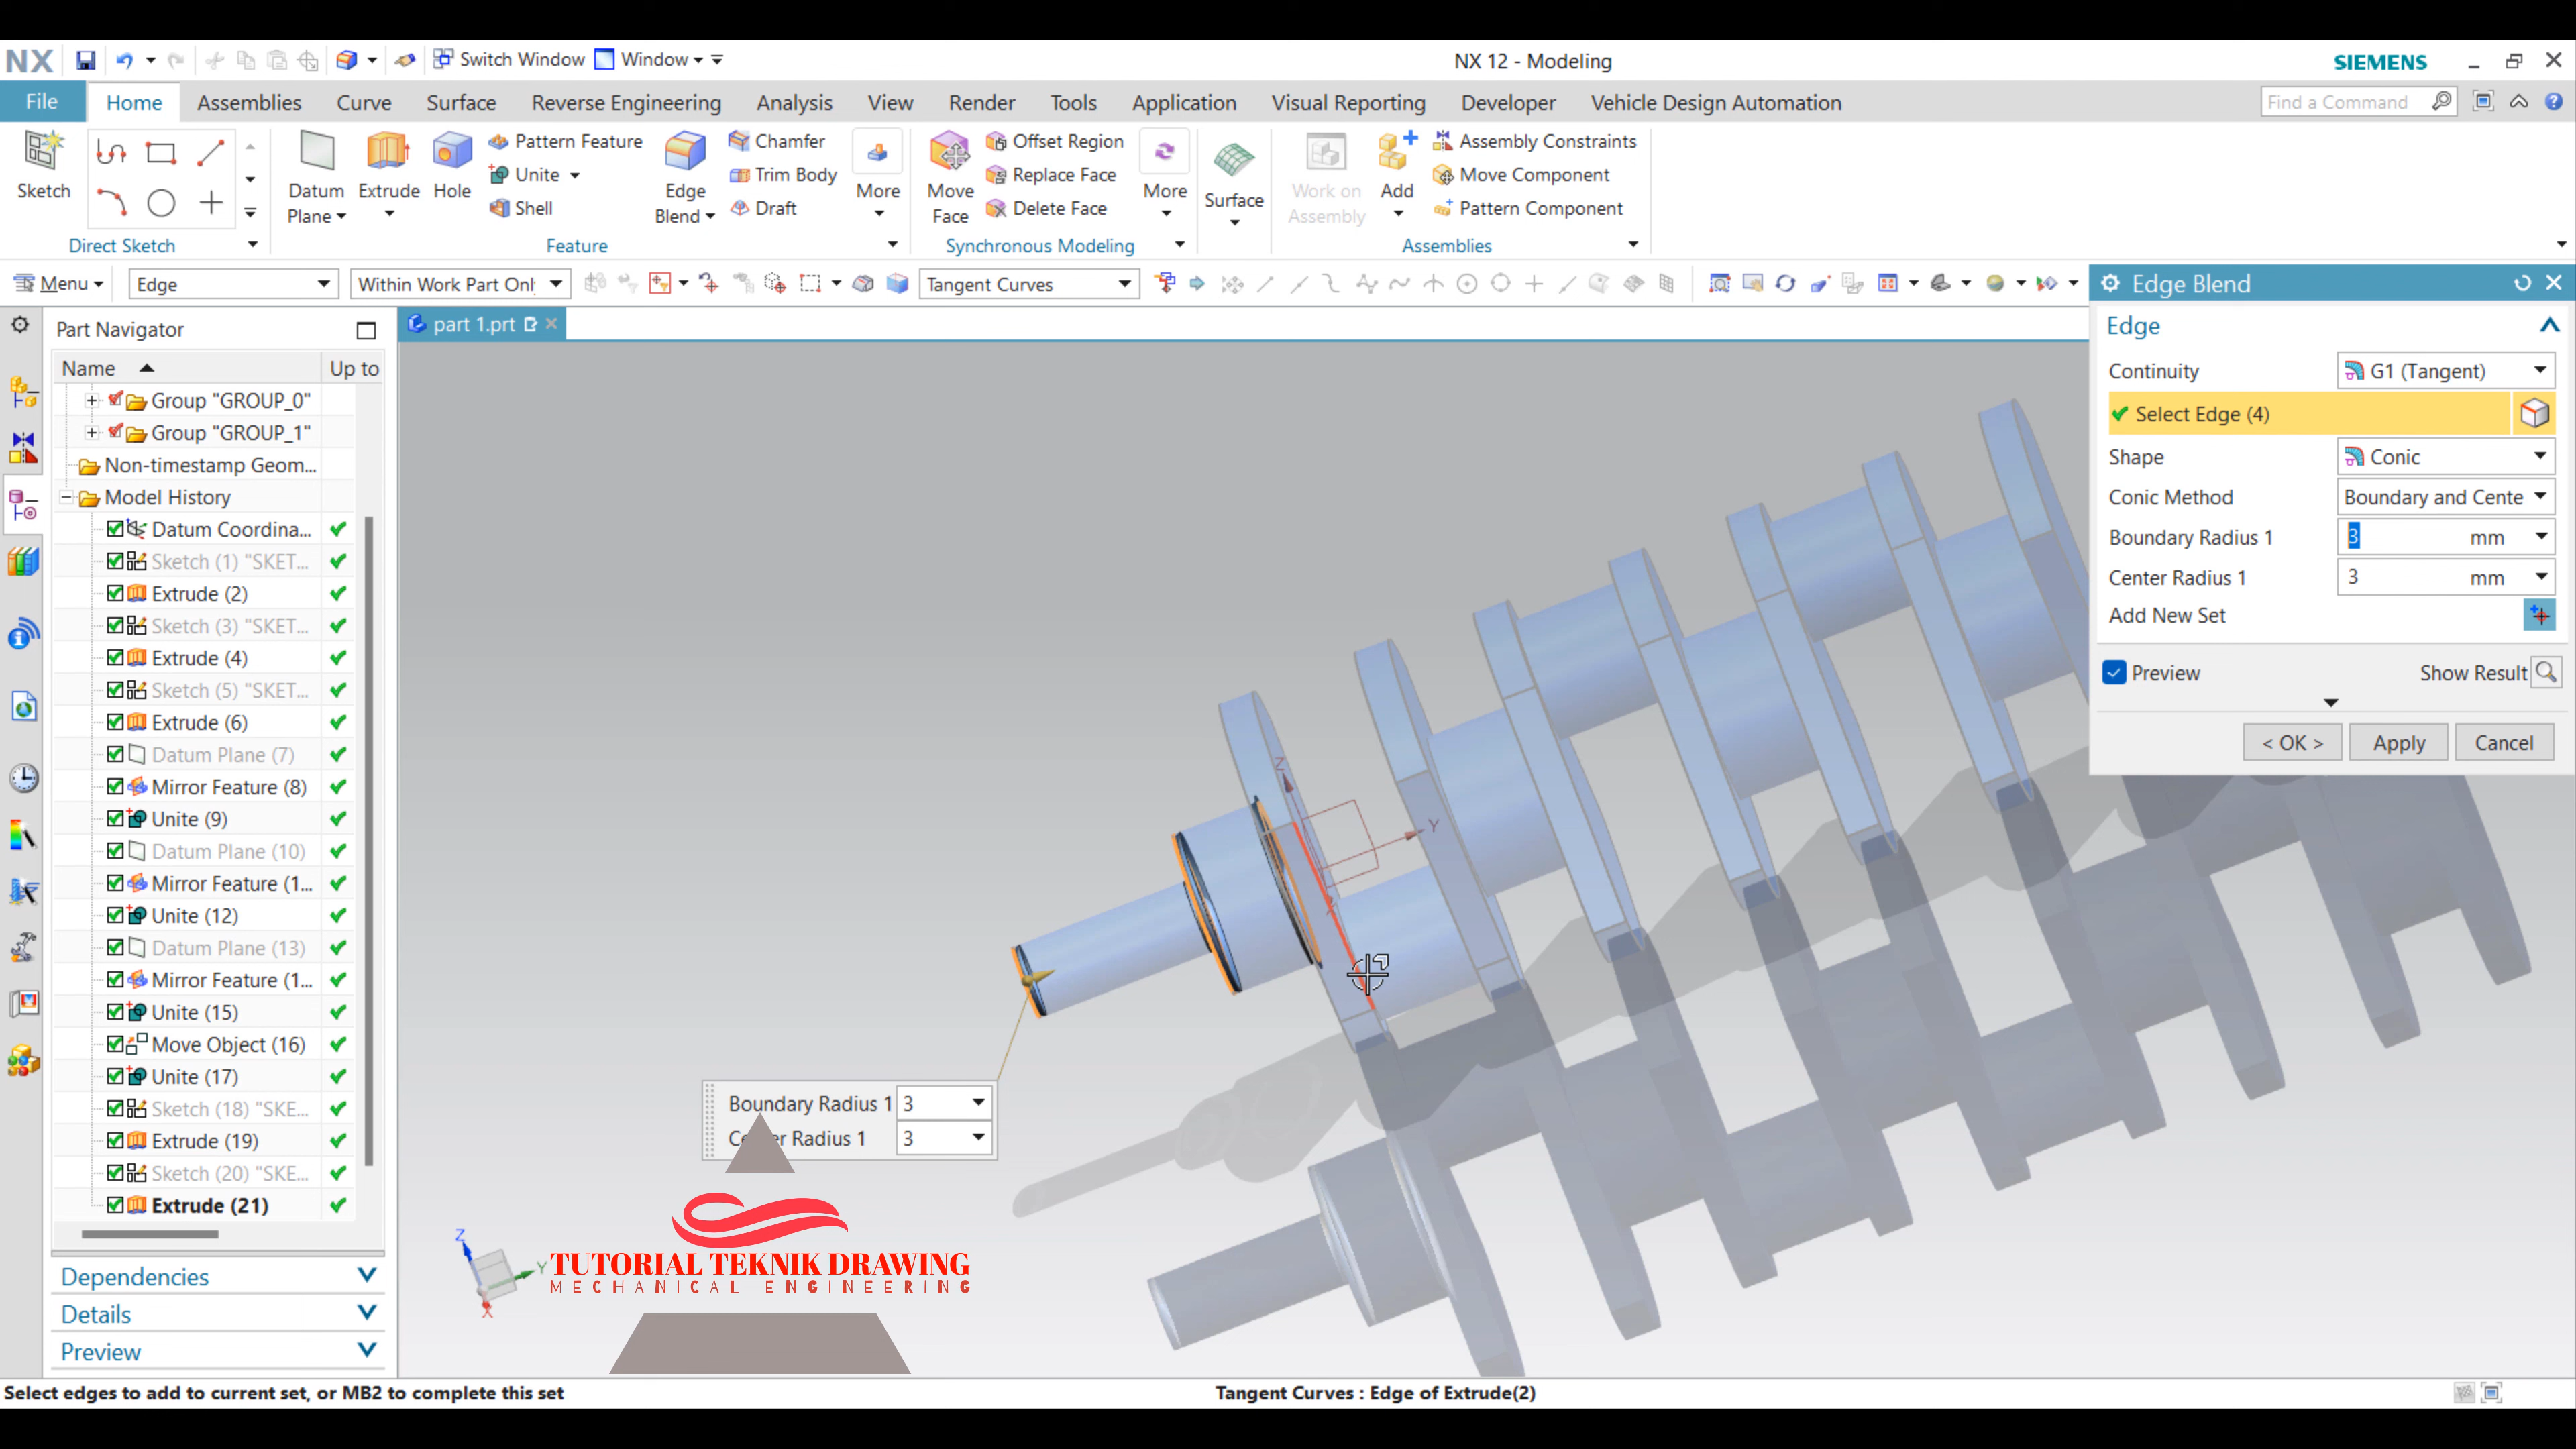 NX
Switch Window
Window
NX 12 - Modeling
SIEMENS
File
Home
Assemblies
Curve
Surface
Reverse Engineering
Analysis
View
Render
Tools
Application
Visual Reporting
Developer
Vehicle Design Automation
Find a Command
Sketch
Datum Plane
Extrude
Hole
Pattern Feature
Unite
Shell
Edge Blend
Chamfer
Trim Body
Draft
More
Move Face
Offset Region
Replace Face
Delete Face
More
Surface
Work on Assembly
Add
Assembly Constraints
Move Component
Pattern Component
Direct Sketch
Feature
Synchronous Modeling
Assemblies
Menu
Edge
Within Work Part Onl
Tangent Curves
Edge Blend
Part Navigator
part 1.prt
Name
Up to
Group "GROUP_0"
Group "GROUP_1"
Non-timestamp Geom...
Model History
Datum Coordina...
Sketch (1) "SKET...
Extrude (2)
Sketch (3) "SKET...
Extrude (4)
Sketch (5) "SKET...
Extrude (6)
Datum Plane (7)
Mirror Feature (8)
Unite (9)
Datum Plane (10)
Mirror Feature (1...
Unite (12)
Datum Plane (13)
Mirror Feature (1...
Unite (15)
Move Object (16)
Unite (17)
Sketch (18) "SKE...
Extrude (19)
Sketch (20) "SKE...
Extrude (21)
Dependencies
Details
Preview
Edge
Continuity
G1 (Tangent)
Select Edge (4)
Shape
Conic
Conic Method
Boundary and Cente
Boundary Radius 1
3
mm
Center Radius 1
3
mm
Add New Set
Preview
Show Result
< OK >
Apply
Cancel
Z
Y
X
Boundary Radius 1
3
Radius 1
3
Z
Y
X
TUTORIAL TEKNIK DRAWING
MECHANICAL ENGINEERING
Select edges to add to current set, or MB2 to complete this set
Tangent Curves : Edge of Extrude(2)